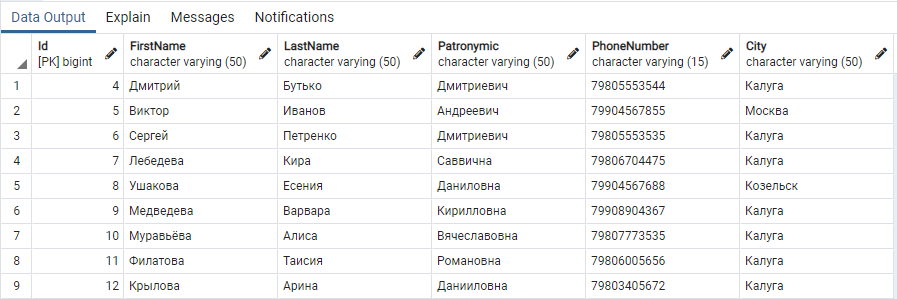 Data Output Explain Messages Notifications
Id FirstName LastName Patronymic PhoneNumber City
[PK] bigint character varying (50) character varying (50) character varying (50) character varying (15) character varying (50)
1 4 Дмитрий Бутько Дмитриевич 79805553544 Калуга
2 5 Виктор Иванов Андреевич 79904567855 Москва
3 6 Сергей Петренко Дмитриевич 79805553535 Калуга
4 7 Лебедева Кира Саввична 79806704475 Калуга
5 8 Ушакова Есения Даниловна 79904567688 Козельск
6 9 Медведева Варвара Кирилловна 79908904367 Калуга
7 10 Муравьёва Алиса Вячеславовна 79807773535 Калуга
8 11 Филатова Таисия Романовна 79806005656 Калуга
9 12 Крылова Арина Данииловна 79803405672 Калуга